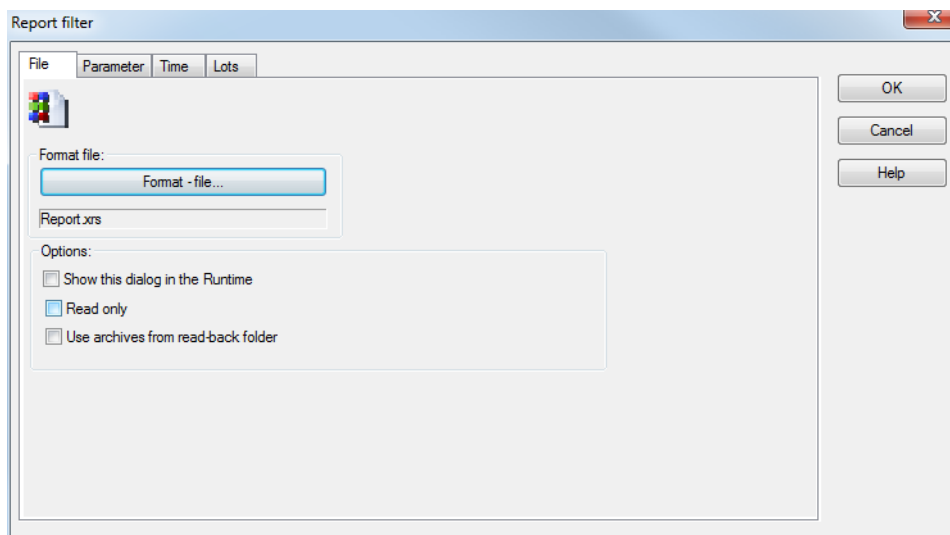 Report filter
File Parameter Time Lots
OK
Cancel
Help
Format file:
Format - file...
Report.xrs
Options:
Show this dialog in the Runtime
Read only
Use archives from read-back folder